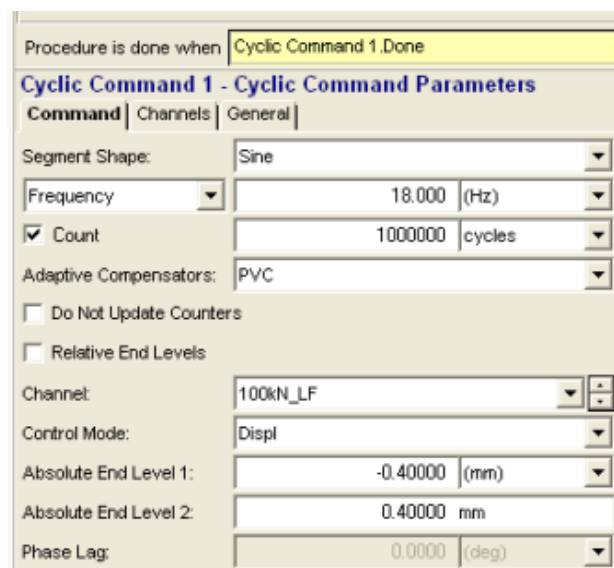 Procedure is done when Cyclic Command 1.Done
Cyclic Command 1 - Cyclic Command Parameters
Command Channels General
Segment Shape: Sine
Frequency 18.000 (Hz)
Count 1000000 cycles
Adaptive Compensators: PVC
Do Not Update Counters
Relative End Levels
Channel: 100kN_LF
Control Mode: Displ
Absolute End Level 1: -0.40000 (mm)
Absolute End Level 2: 0.40000 mm
Phase Lag: 0.0000 (deg)